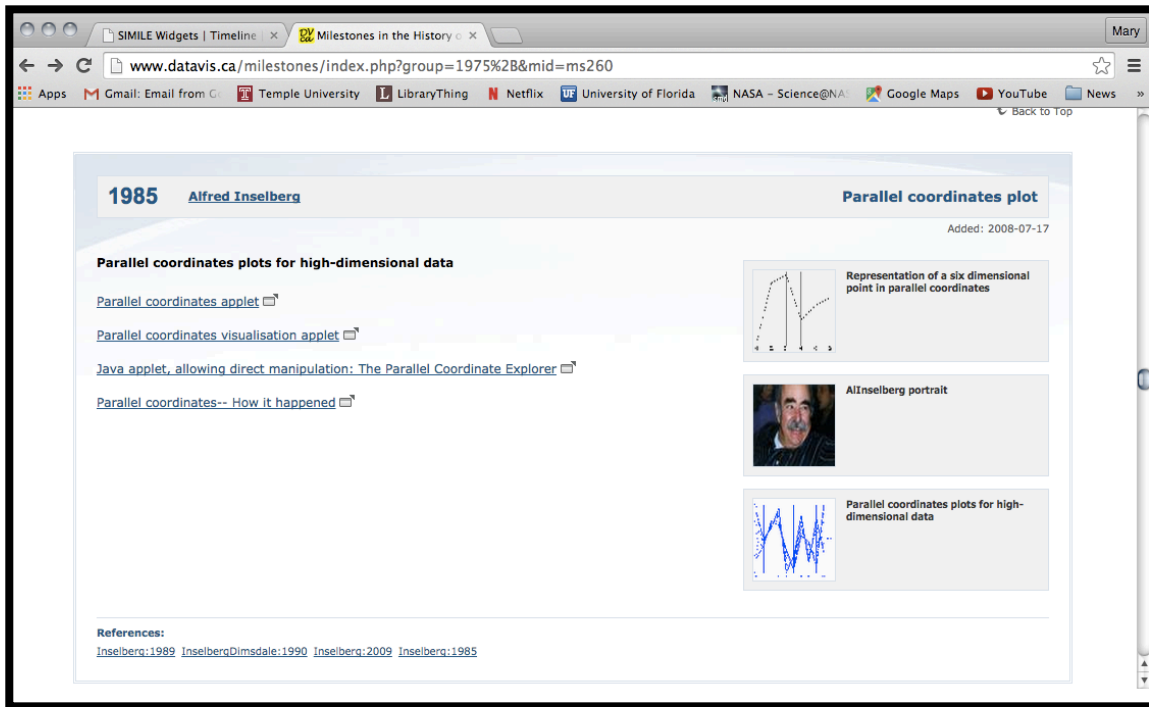 SIMILE Widgets | Timeline |
Milestones in the History o
Mary
www.datavis.ca/milestones/index.php?group=1975%2B&mid=ms260
Apps Gmail: Email from G Temple University LibraryThing Netflix University of Florida NASA – Science@NA Google Maps YouTube News »
Back to Top
1985 Alfred Inselberg Parallel coordinates plot
Added: 2008-07-17
Parallel coordinates plots for high-dimensional data
Parallel coordinates applet
Parallel coordinates visualisation applet
Java applet, allowing direct manipulation: The Parallel Coordinate Explorer
Parallel coordinates-- How it happened
Representation of a six dimensional
point in parallel coordinates
AlInselberg portrait
Parallel coordinates plots for high-
dimensional data
References:
Inselberg:1989 InselbergDimsdale:1990 Inselberg:2009 Inselberg:1985